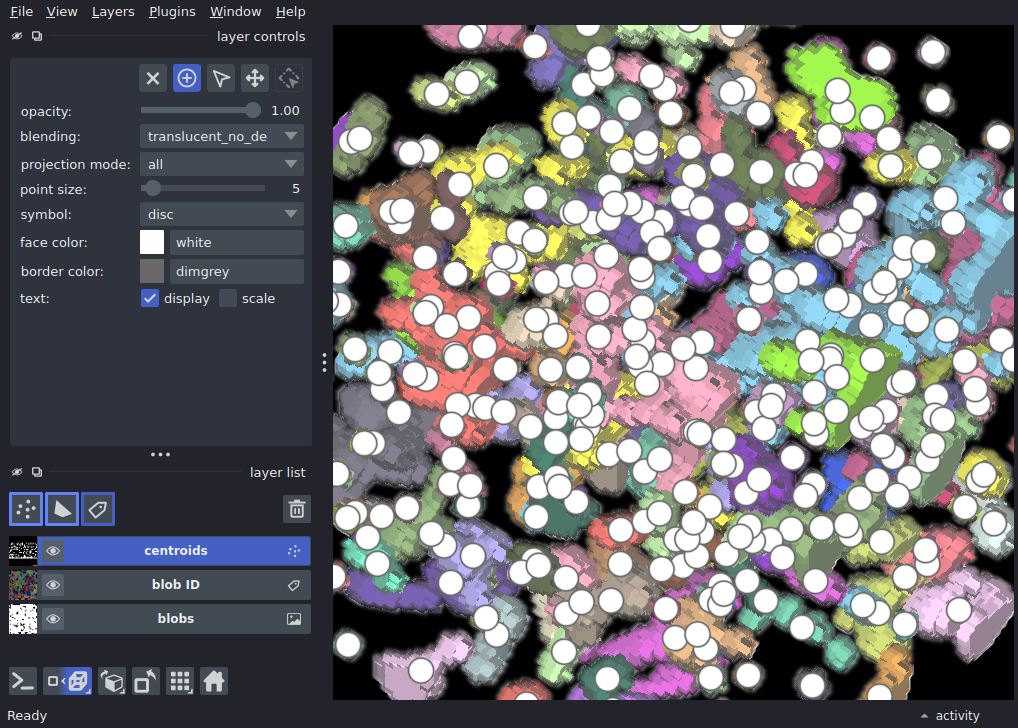 File View Layers Plugins Window Help
layer controls
opacity: 1.00
blending: translucent_no_de
projection mode: all
point size: 5
symbol: disc
face color: white
border color: dimgrey
text: display scale
layer list
centroids
blob ID
blobs
Ready activity